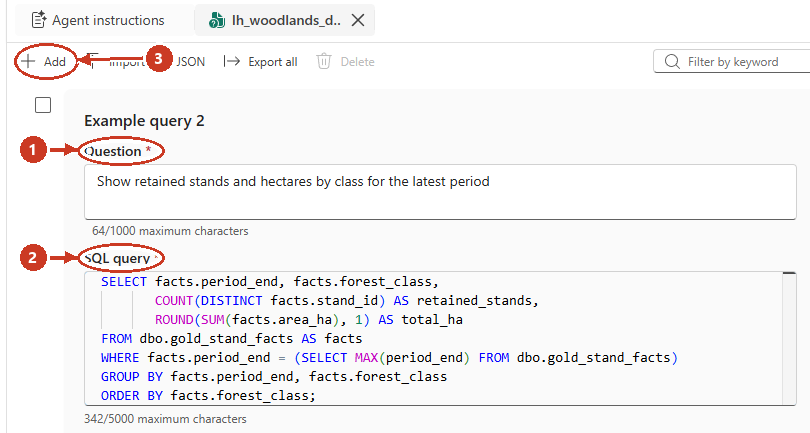 Agent instructions lh_woodlands_d..
Add 3 Import JSON Export all Delete Filter by keyword
Example query 2
1 Question *
Show retained stands and hectares by class for the latest period
64/1000 maximum characters
2 SQL query *
SELECT facts.period_end, facts.forest_class,
COUNT(DISTINCT facts.stand_id) AS retained_stands,
ROUND(SUM(facts.area_ha), 1) AS total_ha
FROM dbo.gold_stand_facts AS facts
WHERE facts.period_end = (SELECT MAX(period_end) FROM dbo.gold_stand_facts)
GROUP BY facts.period_end, facts.forest_class
ORDER BY facts.forest_class;
342/5000 maximum characters